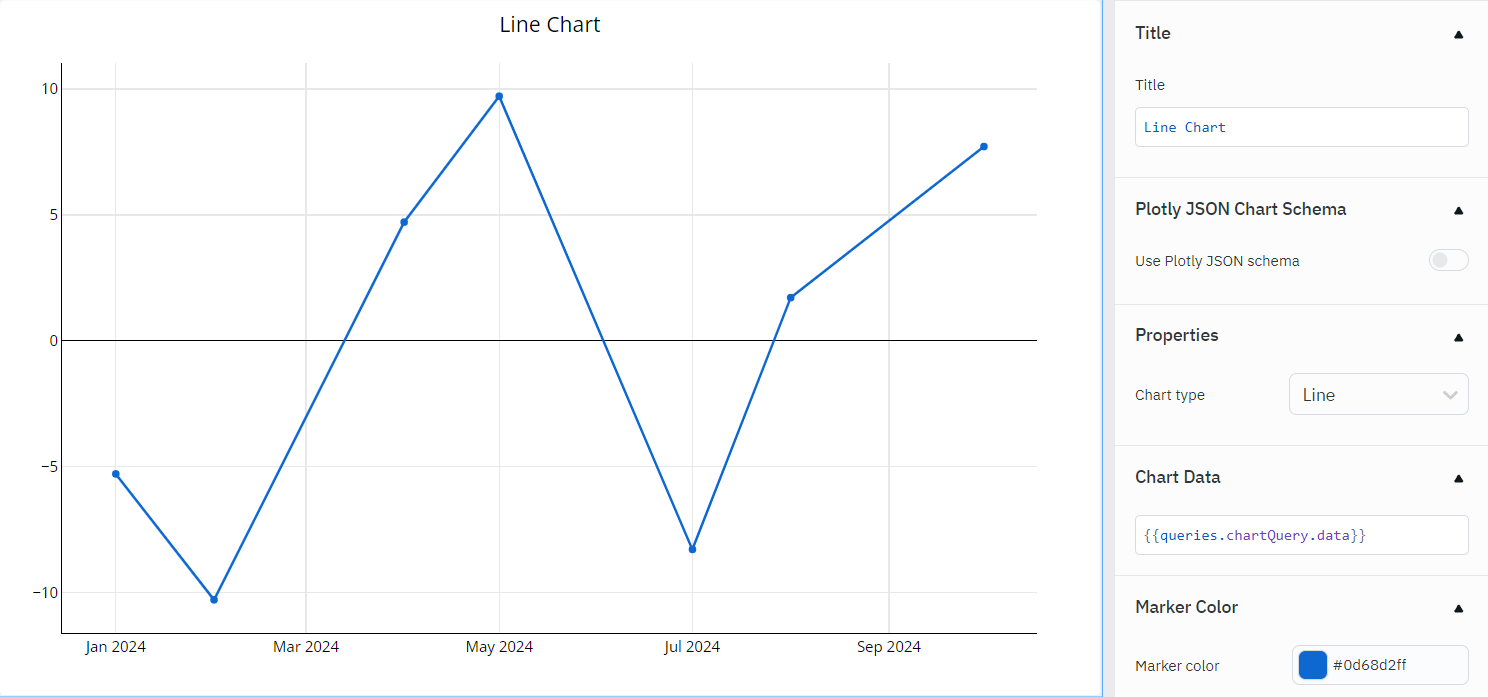 Line Chart
10
5
0
−5
−10
Jan 2024 Mar 2024 May 2024 Jul 2024 Sep 2024
Title
Title
Line Chart
Plotly JSON Chart Schema
Use Plotly JSON schema
Properties
Chart type Line
Chart Data
{{queries.chartQuery.data}}
Marker Color
Marker color #0d68d2ff